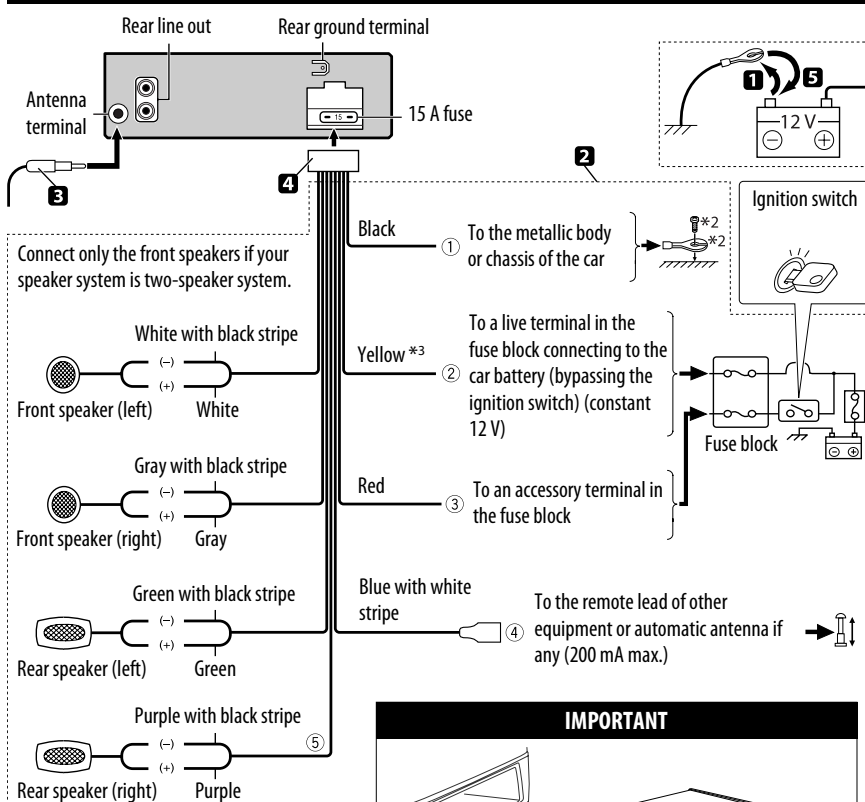 Rear line out
Rear ground terminal
Antenna
terminal
15
15 A fuse
1
5
12 V
3
4
2
Ignition switch
Connect only the front speakers if your
speaker system is two-speaker system.
Black
① To the metallic body
or chassis of the car
*2
*2
White with black stripe
(–)
(+)
Front speaker (left)
White
Yellow *3
② To a live terminal in the
fuse block connecting to the
car battery (bypassing the
ignition switch) (constant
12 V)
Fuse block
Gray with black stripe
(–)
(+)
Front speaker (right)
Gray
Red
③ To an accessory terminal in
the fuse block
Green with black stripe
(–)
(+)
Rear speaker (left)
Green
Blue with white
stripe
④ To the remote lead of other
equipment or automatic antenna if
any (200 mA max.)
Purple with black stripe
(–)
(+)
⑤
Rear speaker (right)
Purple
IMPORTANT